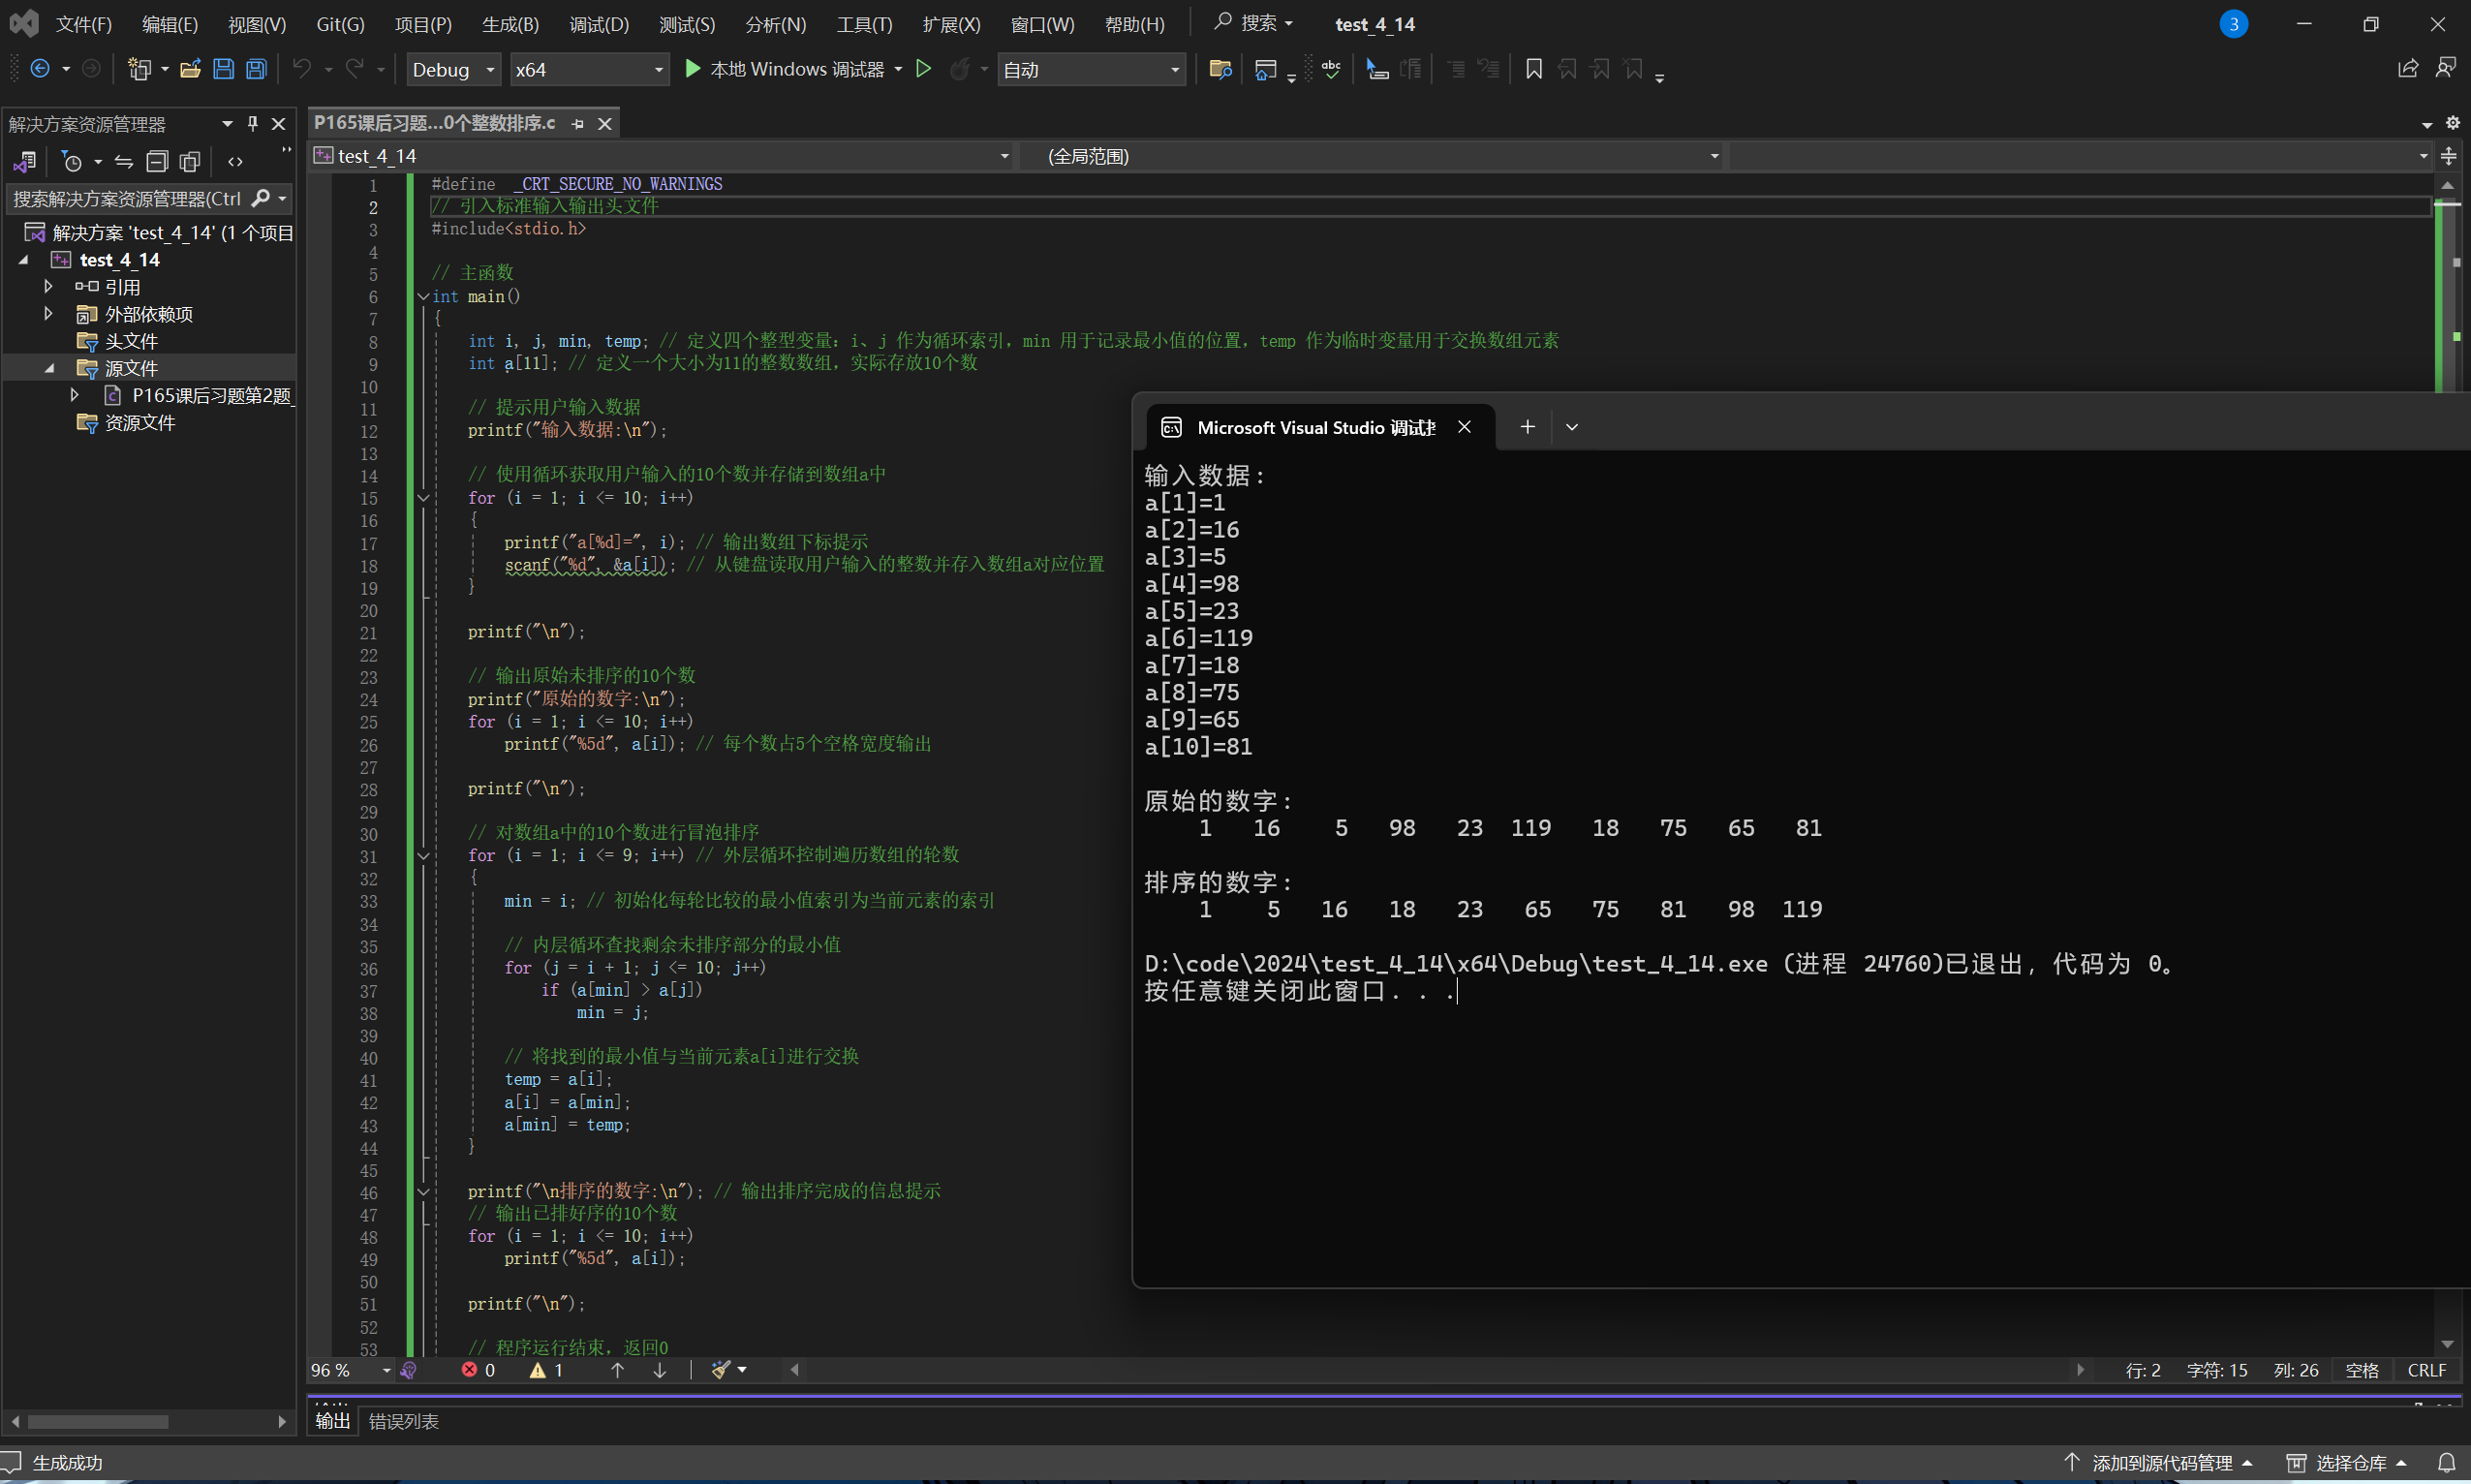 文件(F) 编辑(E) 视图(V) Git(G) 项目(P) 生成(B) 调试(D) 测试(S) 分析(N) 工具(T) 扩展(X) 窗口(W) 帮助(H) 搜索 test_4_14 3
Debug x64 本地 Windows 调试器 自动
解决方案资源管理器
搜索解决方案资源管理器(Ctrl
解决方案 'test_4_14' (1 个项目
test_4_14
引用
外部依赖项
头文件
源文件
P165课后习题第2题_
资源文件
P165课后习题...0个整数排序.c
test_4_14 (全局范围)
1 #define _CRT_SECURE_NO_WARNINGS
2 // 引入标准输入输出头文件
3 #include<stdio.h>
4
5 // 主函数
6 int main()
7 {
8 int i, j, min, temp; // 定义四个整型变量：i、j 作为循环索引，min 用于记录最小值的位置，temp 作为临时变量用于交换数组元素
9 int a[11]; // 定义一个大小为11的整数数组，实际存放10个数
10
11 // 提示用户输入数据
12 printf("输入数据:\n");
13
14 // 使用循环获取用户输入的10个数并存储到数组a中
15 for (i = 1; i <= 10; i++)
16 {
17 printf("a[%d]=", i); // 输出数组下标提示
18 scanf("%d", &a[i]); // 从键盘读取用户输入的整数并存入数组a对应位置
19 }
20
21 printf("\n");
22
23 // 输出原始未排序的10个数
24 printf("原始的数字:\n");
25 for (i = 1; i <= 10; i++)
26 printf("%5d", a[i]); // 每个数占5个空格宽度输出
27
28 printf("\n");
29
30 // 对数组a中的10个数进行冒泡排序
31 for (i = 1; i <= 9; i++) // 外层循环控制遍历数组的轮数
32 {
33 min = i; // 初始化每轮比较的最小值索引为当前元素的索引
34
35 // 内层循环查找剩余未排序部分的最小值
36 for (j = i + 1; j <= 10; j++)
37 if (a[min] > a[j])
38 min = j;
39
40 // 将找到的最小值与当前元素a[i]进行交换
41 temp = a[i];
42 a[i] = a[min];
43 a[min] = temp;
44 }
45
46 printf("\n排序的数字:\n"); // 输出排序完成的信息提示
47 // 输出已排好序的10个数
48 for (i = 1; i <= 10; i++)
49 printf("%5d", a[i]);
50
51 printf("\n");
52
53 // 程序运行结束，返回0
Microsoft Visual Studio 调试
输入数据:
a[1]=1
a[2]=16
a[3]=5
a[4]=98
a[5]=23
a[6]=119
a[7]=18
a[8]=75
a[9]=65
a[10]=81
原始的数字:
1 16 5 98 23 119 18 75 65 81
排序的数字:
1 5 16 18 23 65 75 81 98 119
D:\code\2024\test_4_14\x64\Debug\test_4_14.exe (进程 24760)已退出，代码为 0。
按任意键关闭此窗口. . .
96 % 0 1 行: 2 字符: 15 列: 26 空格 CRLF
输出 错误列表
生成成功 添加到源代码管理 选择仓库